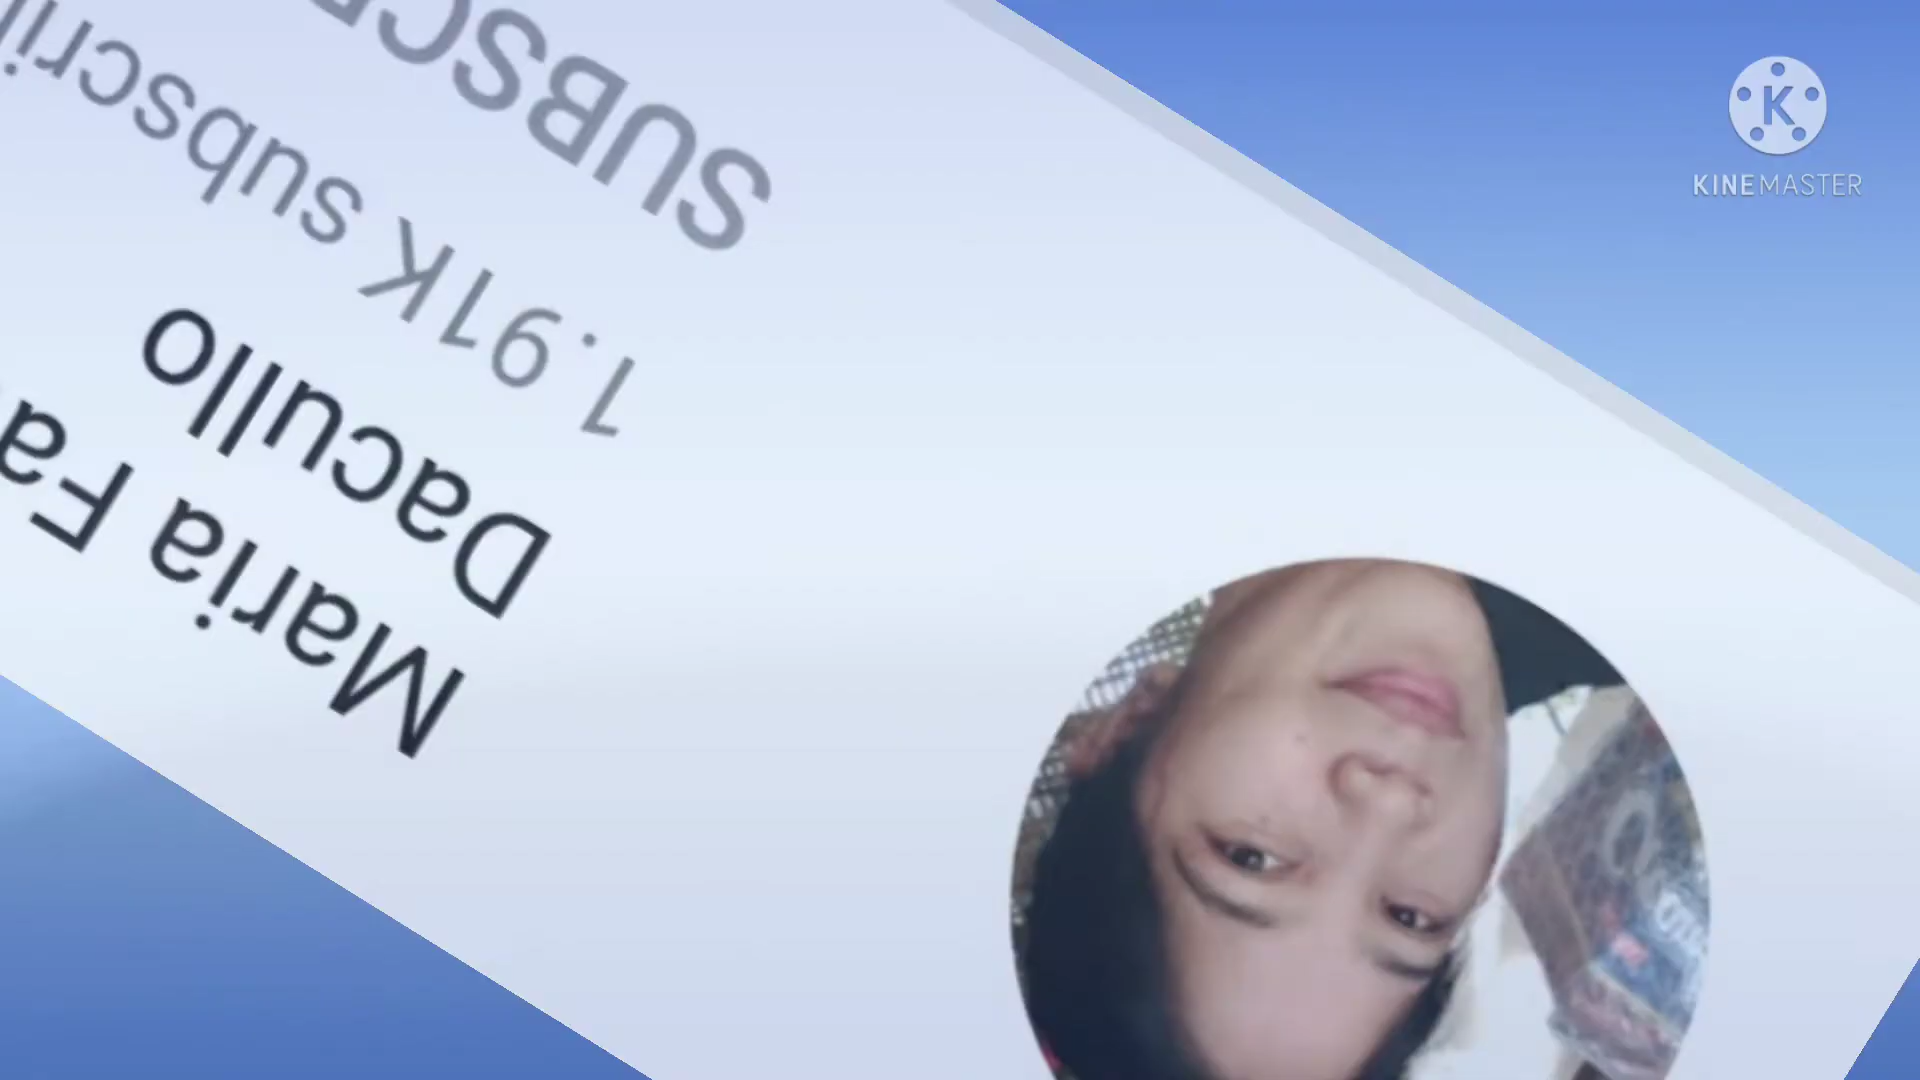 Maria Fa
Dacullo
1.91K subscri
SUBSC
KINEMASTER